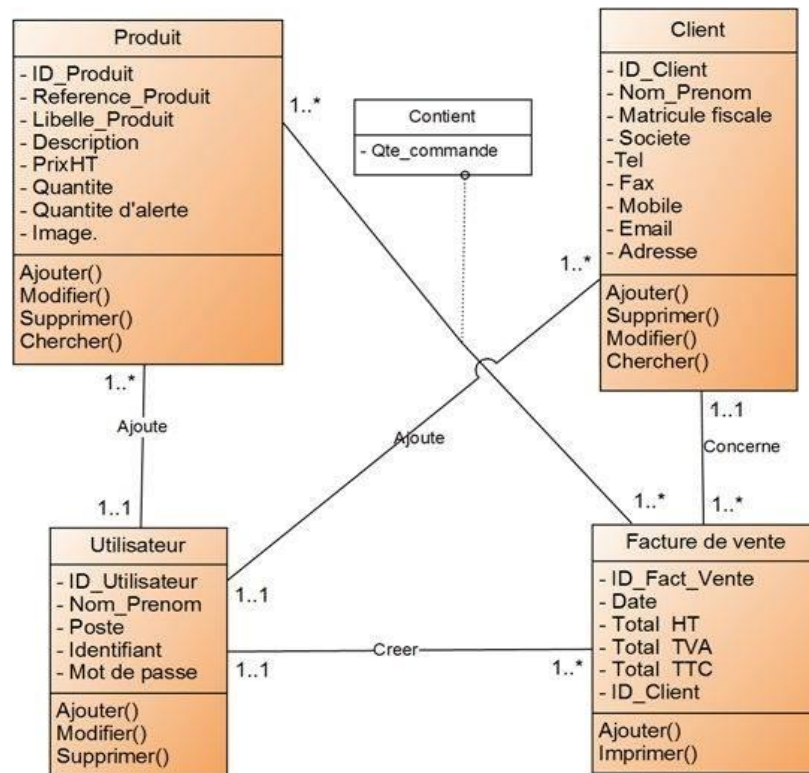 Produit
- ID_Produit
- Reference_Produit
- Libelle_Produit
- Description
- PrixHT
- Quantite
- Quantite d'alerte
- Image.
Ajouter()
Modifier()
Supprimer()
Chercher()
1..*
Contient
- Qte_commande
Client
- ID_Client
- Nom_Prenom
- Matricule fiscale
- Societe
-Tel
- Fax
- Mobile
- Email
- Adresse
Ajouter()
Supprimer()
Modifier()
Chercher()
1..*
1..*
Ajoute
1..1
Ajoute
1..1
Concerne
1..*
1..*
Utilisateur
- ID_Utilisateur
- Nom_Prenom
- Poste
- Identifiant
- Mot de passe
Ajouter()
Modifier()
Supprimer()
1..1
1..1
Creer
1..*
Facture de vente
- ID_Fact_Vente
- Date
- Total HT
- Total TVA
- Total TTC
- ID_Client
Ajouter()
Imprimer()